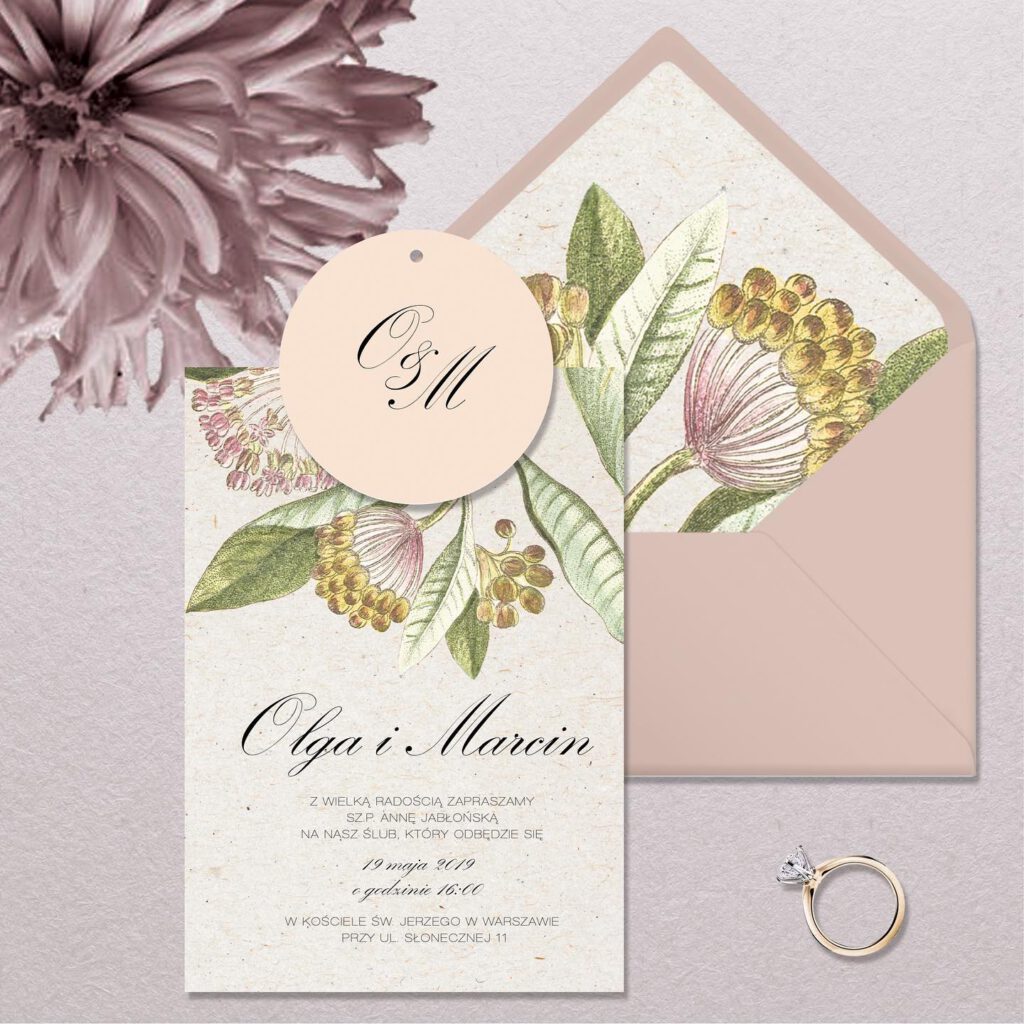 O&M
Olga i Marcin
Z WIELKĄ RADOŚCIĄ ZAPRASZAMY
SZ.P. ANNĘ JABŁOŃSKĄ
NA NASZ ŚLUB, KTÓRY ODBĘDZIE SIĘ
19 maja 2019
o godzinie 16:00
W KOŚCIELE ŚW. JERZEGO W WARSZAWIE
PRZY UL. SŁONECZNEJ 11